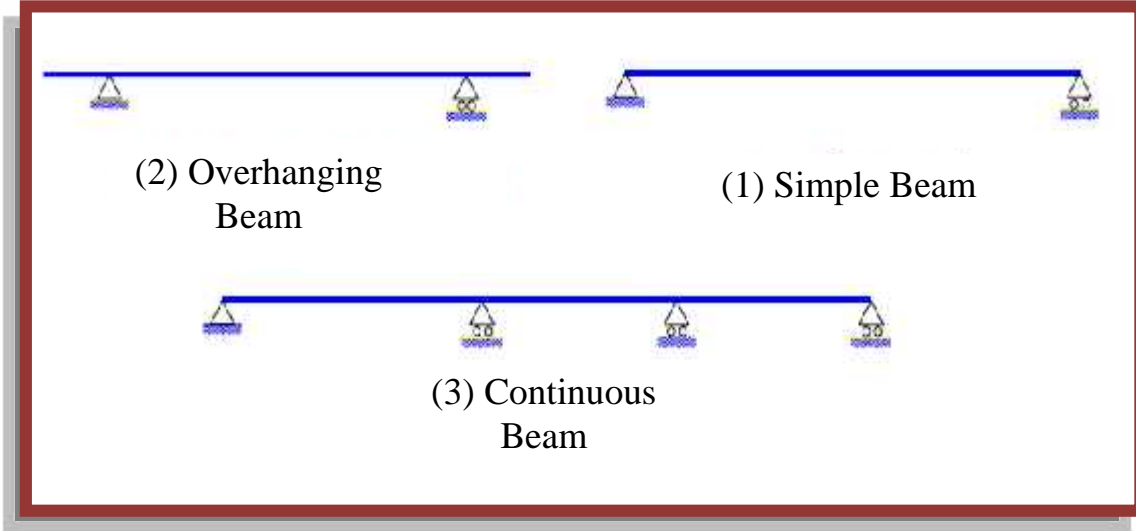 (2) Overhanging
Beam
(1) Simple Beam
(3) Continuous
Beam